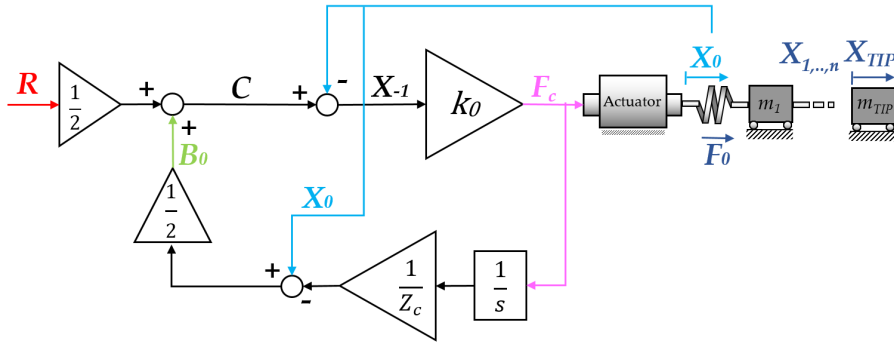 R
1/2
+
+
C
+
-
X-1
k0
Fc
Actuator
X0
F0
m1
X1,..,n
XTIP
mTIP
B0
1/2
X0
+
-
1/Zc
1/s